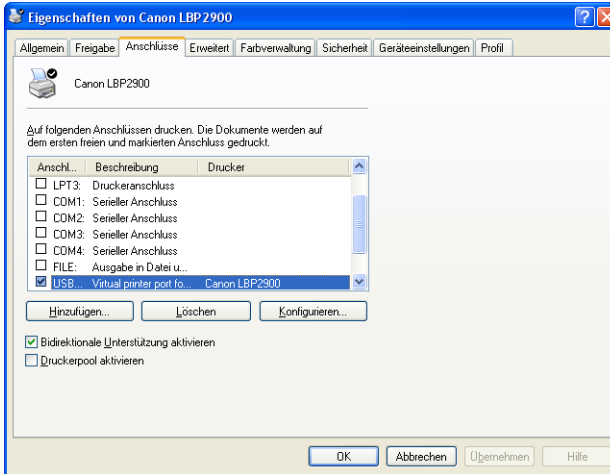 Eigenschaften von Canon LBP2900
Allgemein Freigabe Anschlüsse Erweitert Farbverwaltung Sicherheit Geräteeinstellungen Profil
Canon LBP2900
Auf folgenden Anschlüssen drucken. Die Dokumente werden auf
dem ersten freien und markierten Anschluss gedruckt.
Anschl... Beschreibung Drucker
LPT3: Druckeranschluss
COM1: Serieller Anschluss
COM2: Serieller Anschluss
COM3: Serieller Anschluss
COM4: Serieller Anschluss
FILE: Ausgabe in Datei u...
USB... Virtual printer port fo... Canon LBP2900
Hinzufügen... Löschen Konfigurieren...
Bidirektionale Unterstützung aktivieren
Druckerpool aktivieren
OK Abbrechen Übernehmen Hilfe